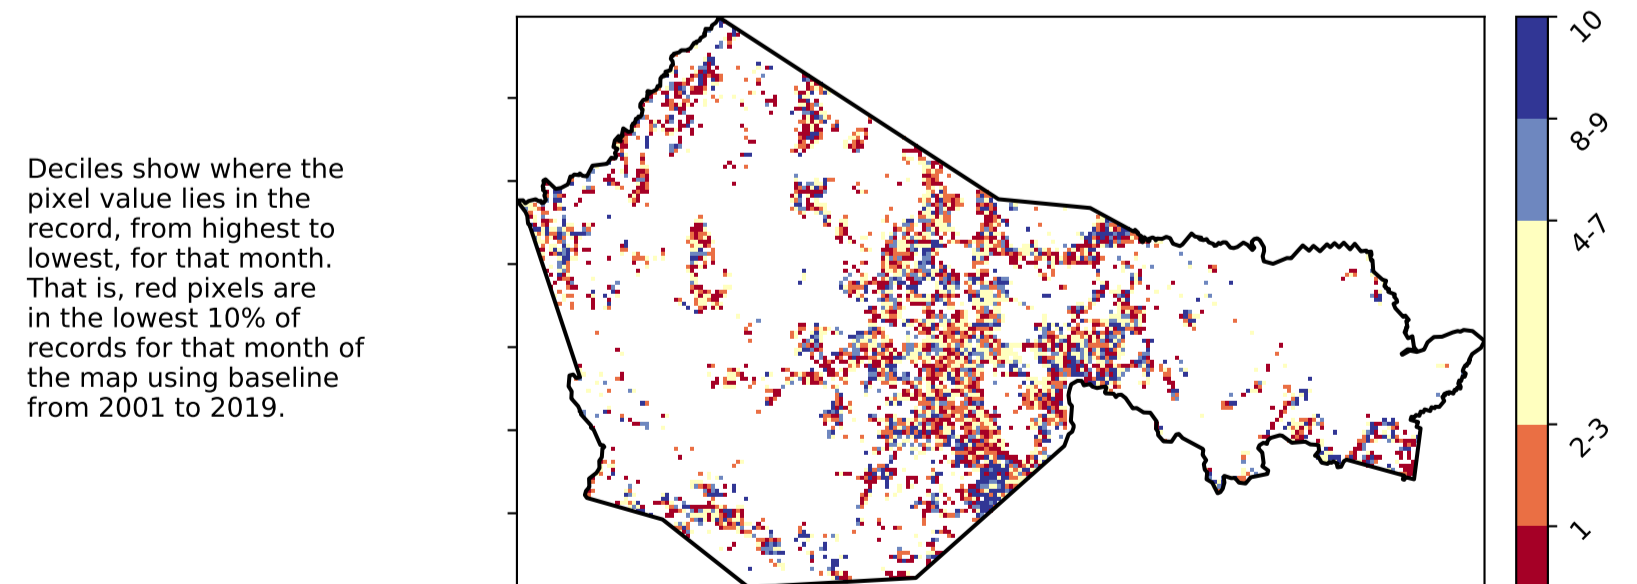 Deciles show where the
pixel value lies in the
record, from highest to
lowest, for that month.
That is, red pixels are
in the lowest 10% of
records for that month of
the map using baseline
from 2001 to 2019.
10
8-9
4-7
2-3
1